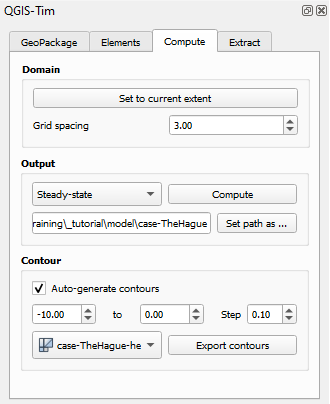 QGIS-Tim
GeoPackage Elements Compute Extract
Domain
Set to current extent
Grid spacing 3.00
Output
Steady-state Compute
raining\_tutorial\model\case-TheHague Set path as ...
Contour
Auto-generate contours
-10.00 to 0.00 Step 0.10
case-TheHague-he Export contours